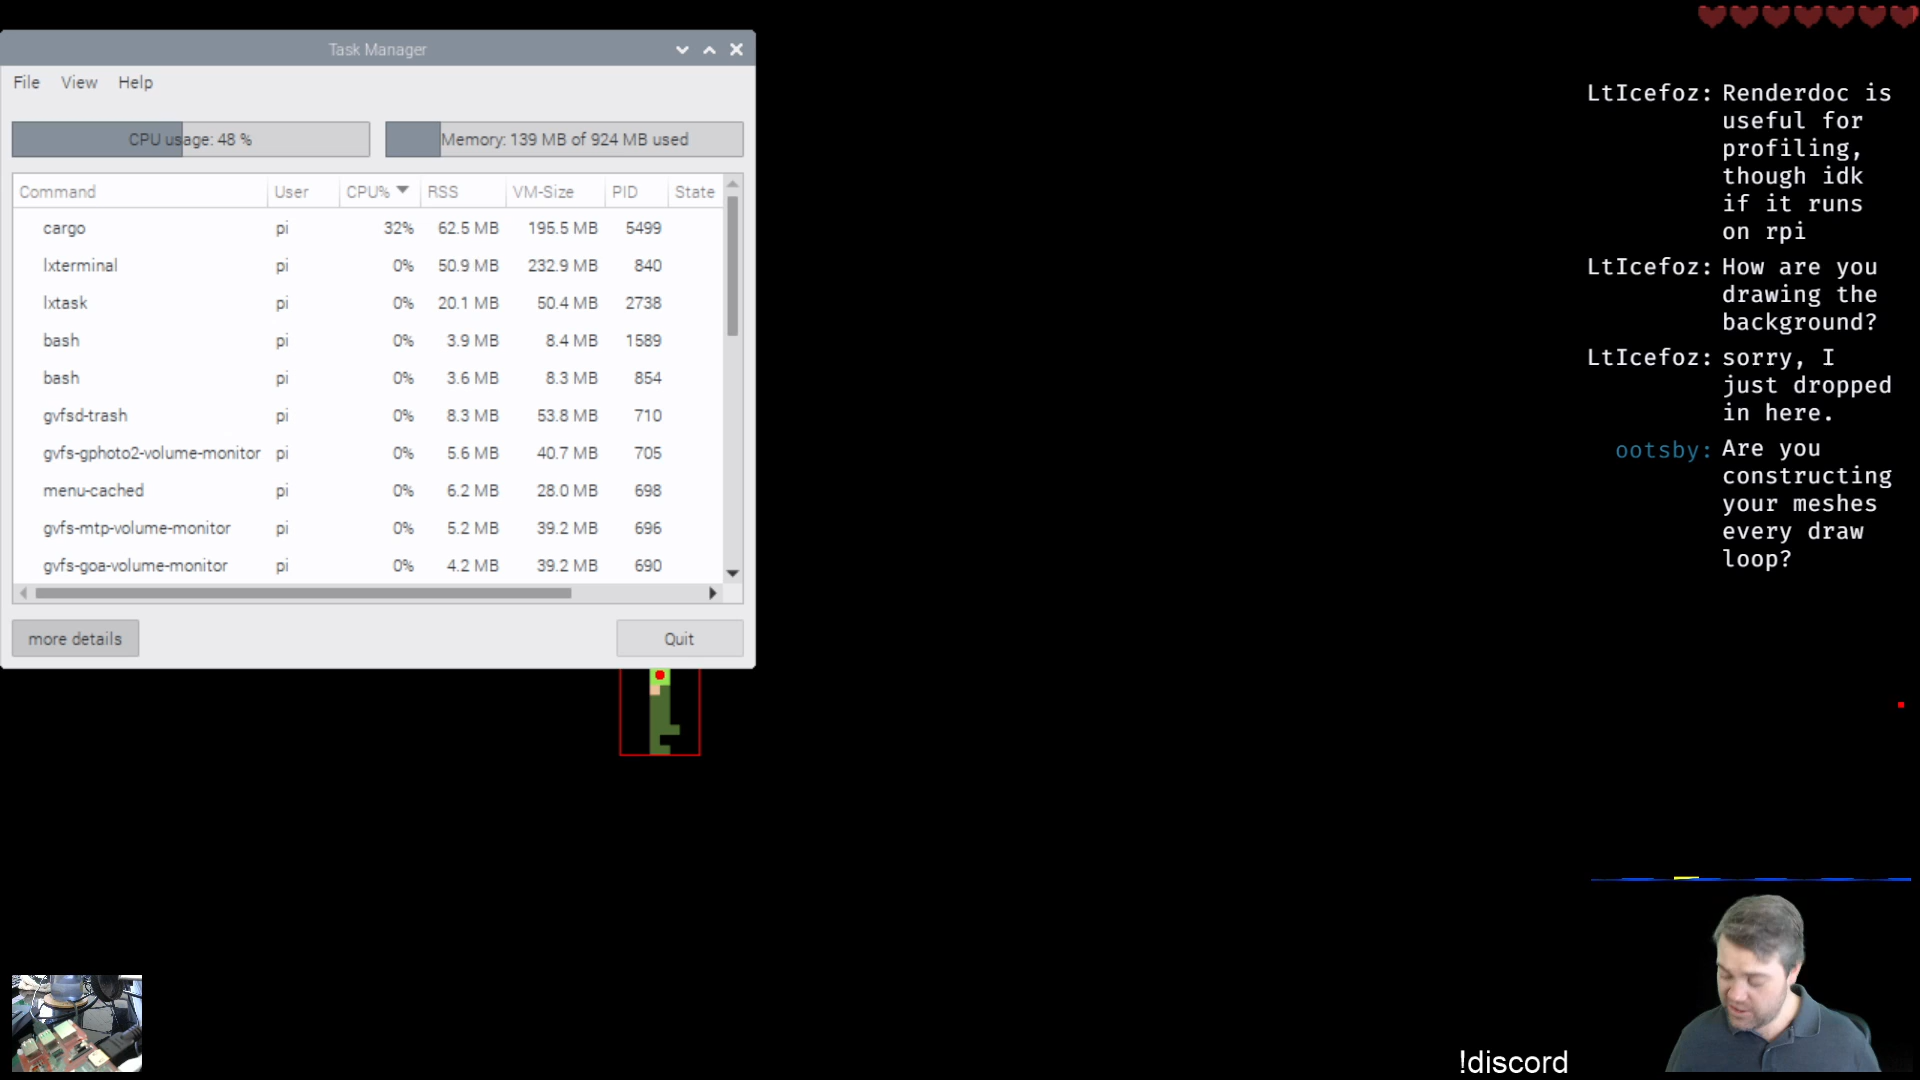 Task Manager
File View Help
CPU usage: 48 % Memory: 139 MB of 924 MB used
Command User CPU% RSS VM-Size PID State
cargo pi 32% 62.5 MB 195.5 MB 5499
lxterminal pi 0% 50.9 MB 232.9 MB 840
lxtask pi 0% 20.1 MB 50.4 MB 2738
bash pi 0% 3.9 MB 8.4 MB 1589
bash pi 0% 3.6 MB 8.3 MB 854
gvfsd-trash pi 0% 8.3 MB 53.8 MB 710
gvfs-gphoto2-volume-monitor pi 0% 5.6 MB 40.7 MB 705
menu-cached pi 0% 6.2 MB 28.0 MB 698
gvfs-mtp-volume-monitor pi 0% 5.2 MB 39.2 MB 696
gvfs-goa-volume-monitor pi 0% 4.2 MB 39.2 MB 690
more details Quit
LtIcefoz: Renderdoc is
useful for
profiling,
though idk
if it runs
on rpi
LtIcefoz: How are you
drawing the
background?
LtIcefoz: sorry, I
just dropped
in here.
ootsby: Are you
constructing
your meshes
every draw
loop?
!discord